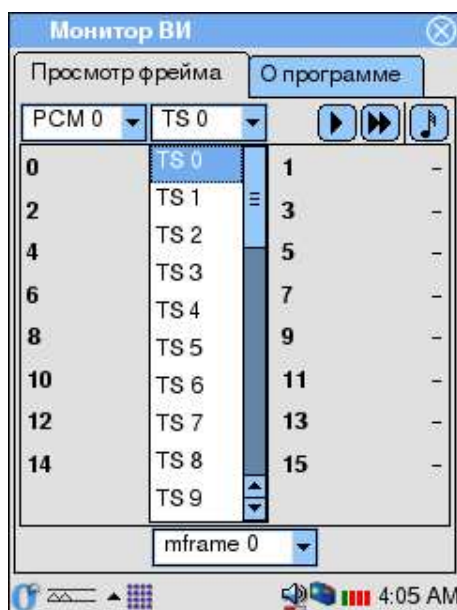 Монитор ВИ
Просмотр фрейма О программе
PCM 0 TS 0
0 TS 0 1 -
2 TS 1 3 -
4 TS 2 5 -
6 TS 3 7 -
8 TS 4 9 -
10 TS 5 11 -
12 TS 6 13 -
14 TS 7 15 -
TS 8
TS 9
mframe 0
4:05 AM